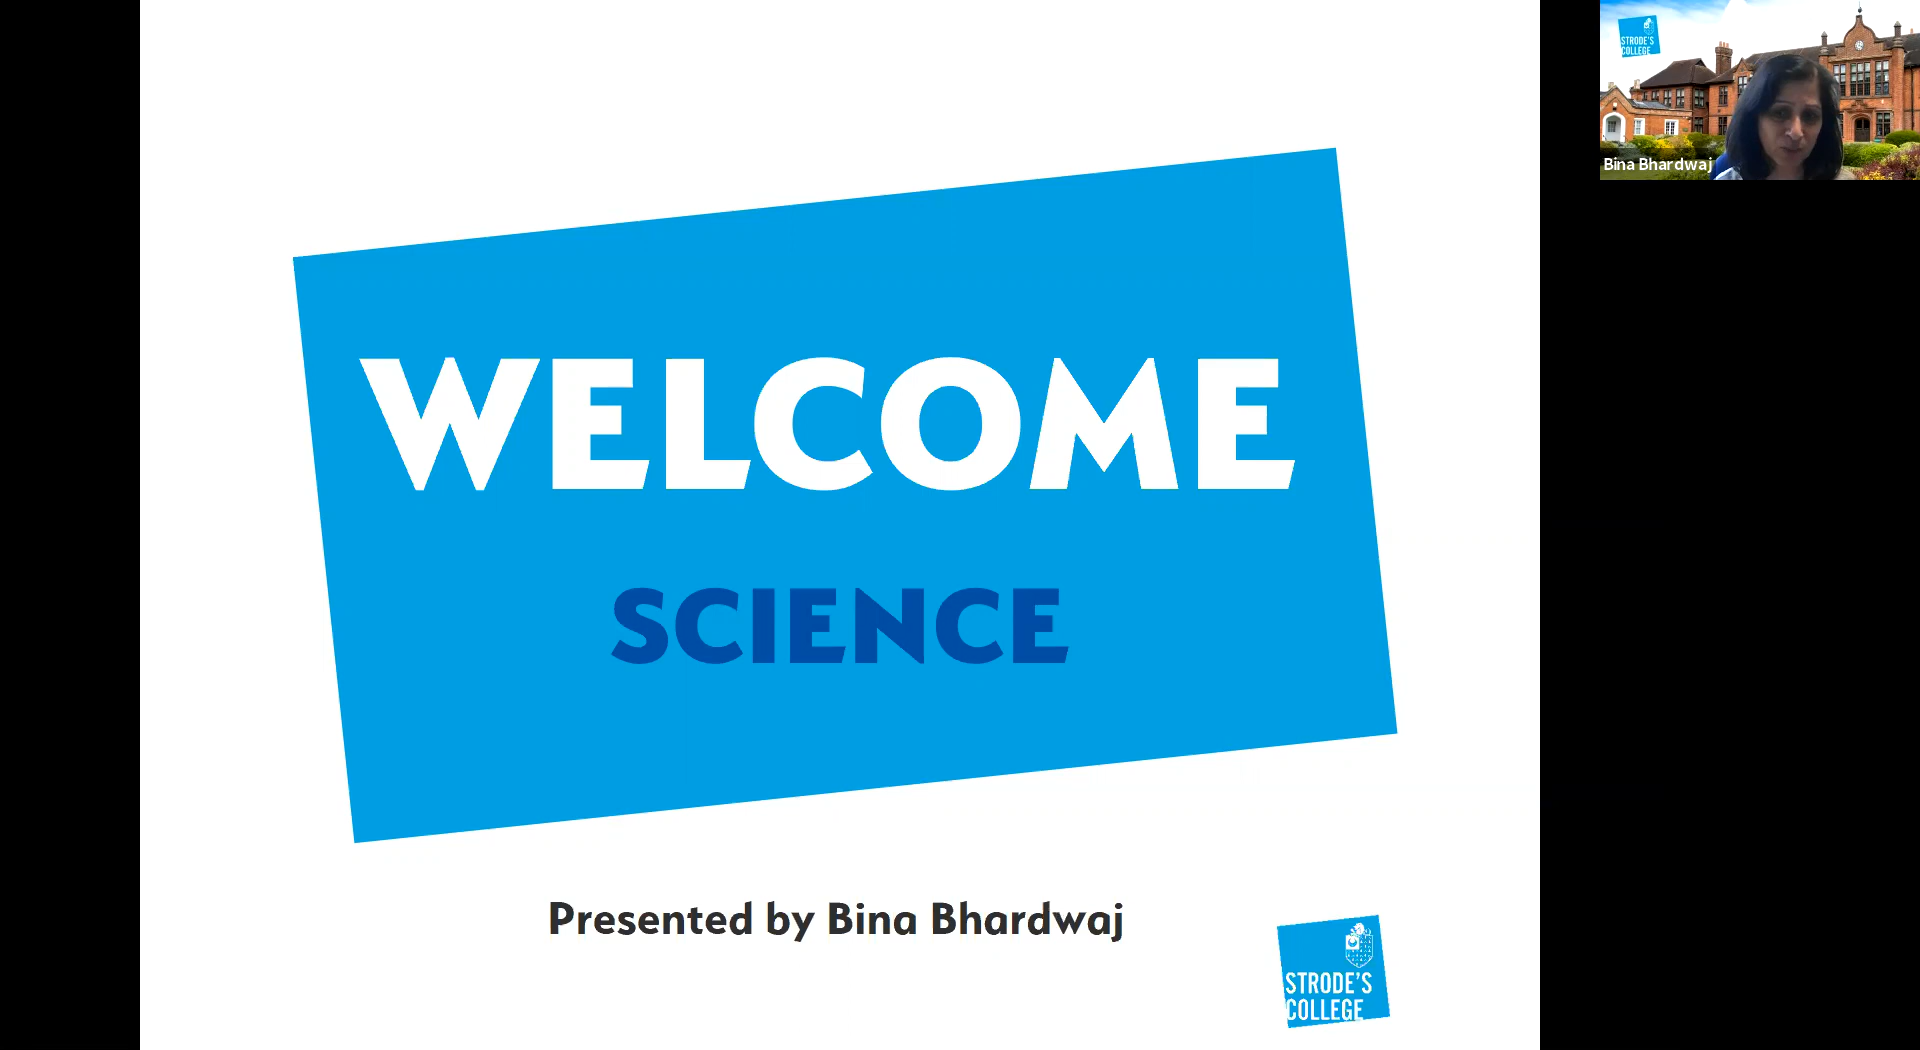 WELCOME
SCIENCE
Presented by Bina Bhardwaj
STRODE'S
COLLEGE
STRODE'S
COLLEGE
Bina Bhardwaj